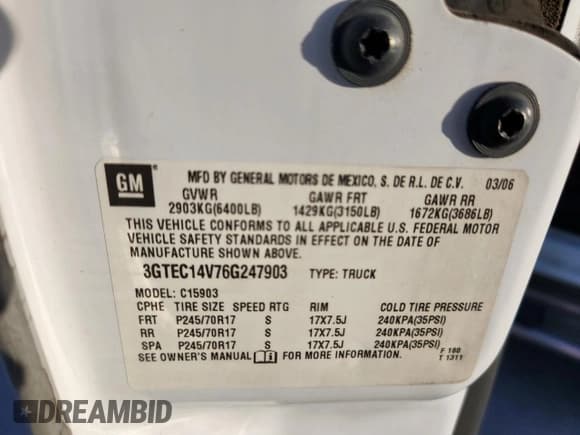 GM
MFD BY GENERAL MOTORS DE MEXICO, S. DE R.L. DE C.V. 03/06
GVWR GAWR FRT GAWR RR
2903KG(6400LB) 1429KG(3150LB) 1672KG(3686LB)
THIS VEHICLE CONFORMS TO ALL APPLICABLE U.S. FEDERAL MOTOR
VEHICLE SAFETY STANDARDS IN EFFECT ON THE DATE OF
MANUFACTURE SHOWN ABOVE.
3GTEC14V76G247903 TYPE: TRUCK
MODEL: C15903
CPHE TIRE SIZE SPEED RTG RIM COLD TIRE PRESSURE
FRT P245/70R17 S 17X7.5J 240KPA(35PSI)
RR P245/70R17 S 17X7.5J 240KPA(35PSI)
SPA P245/70R17 S 17X7.5J 240KPA(35PSI)
SEE OWNER'S MANUAL FOR MORE INFORMATION. F 180
T 1311
DREAMBID